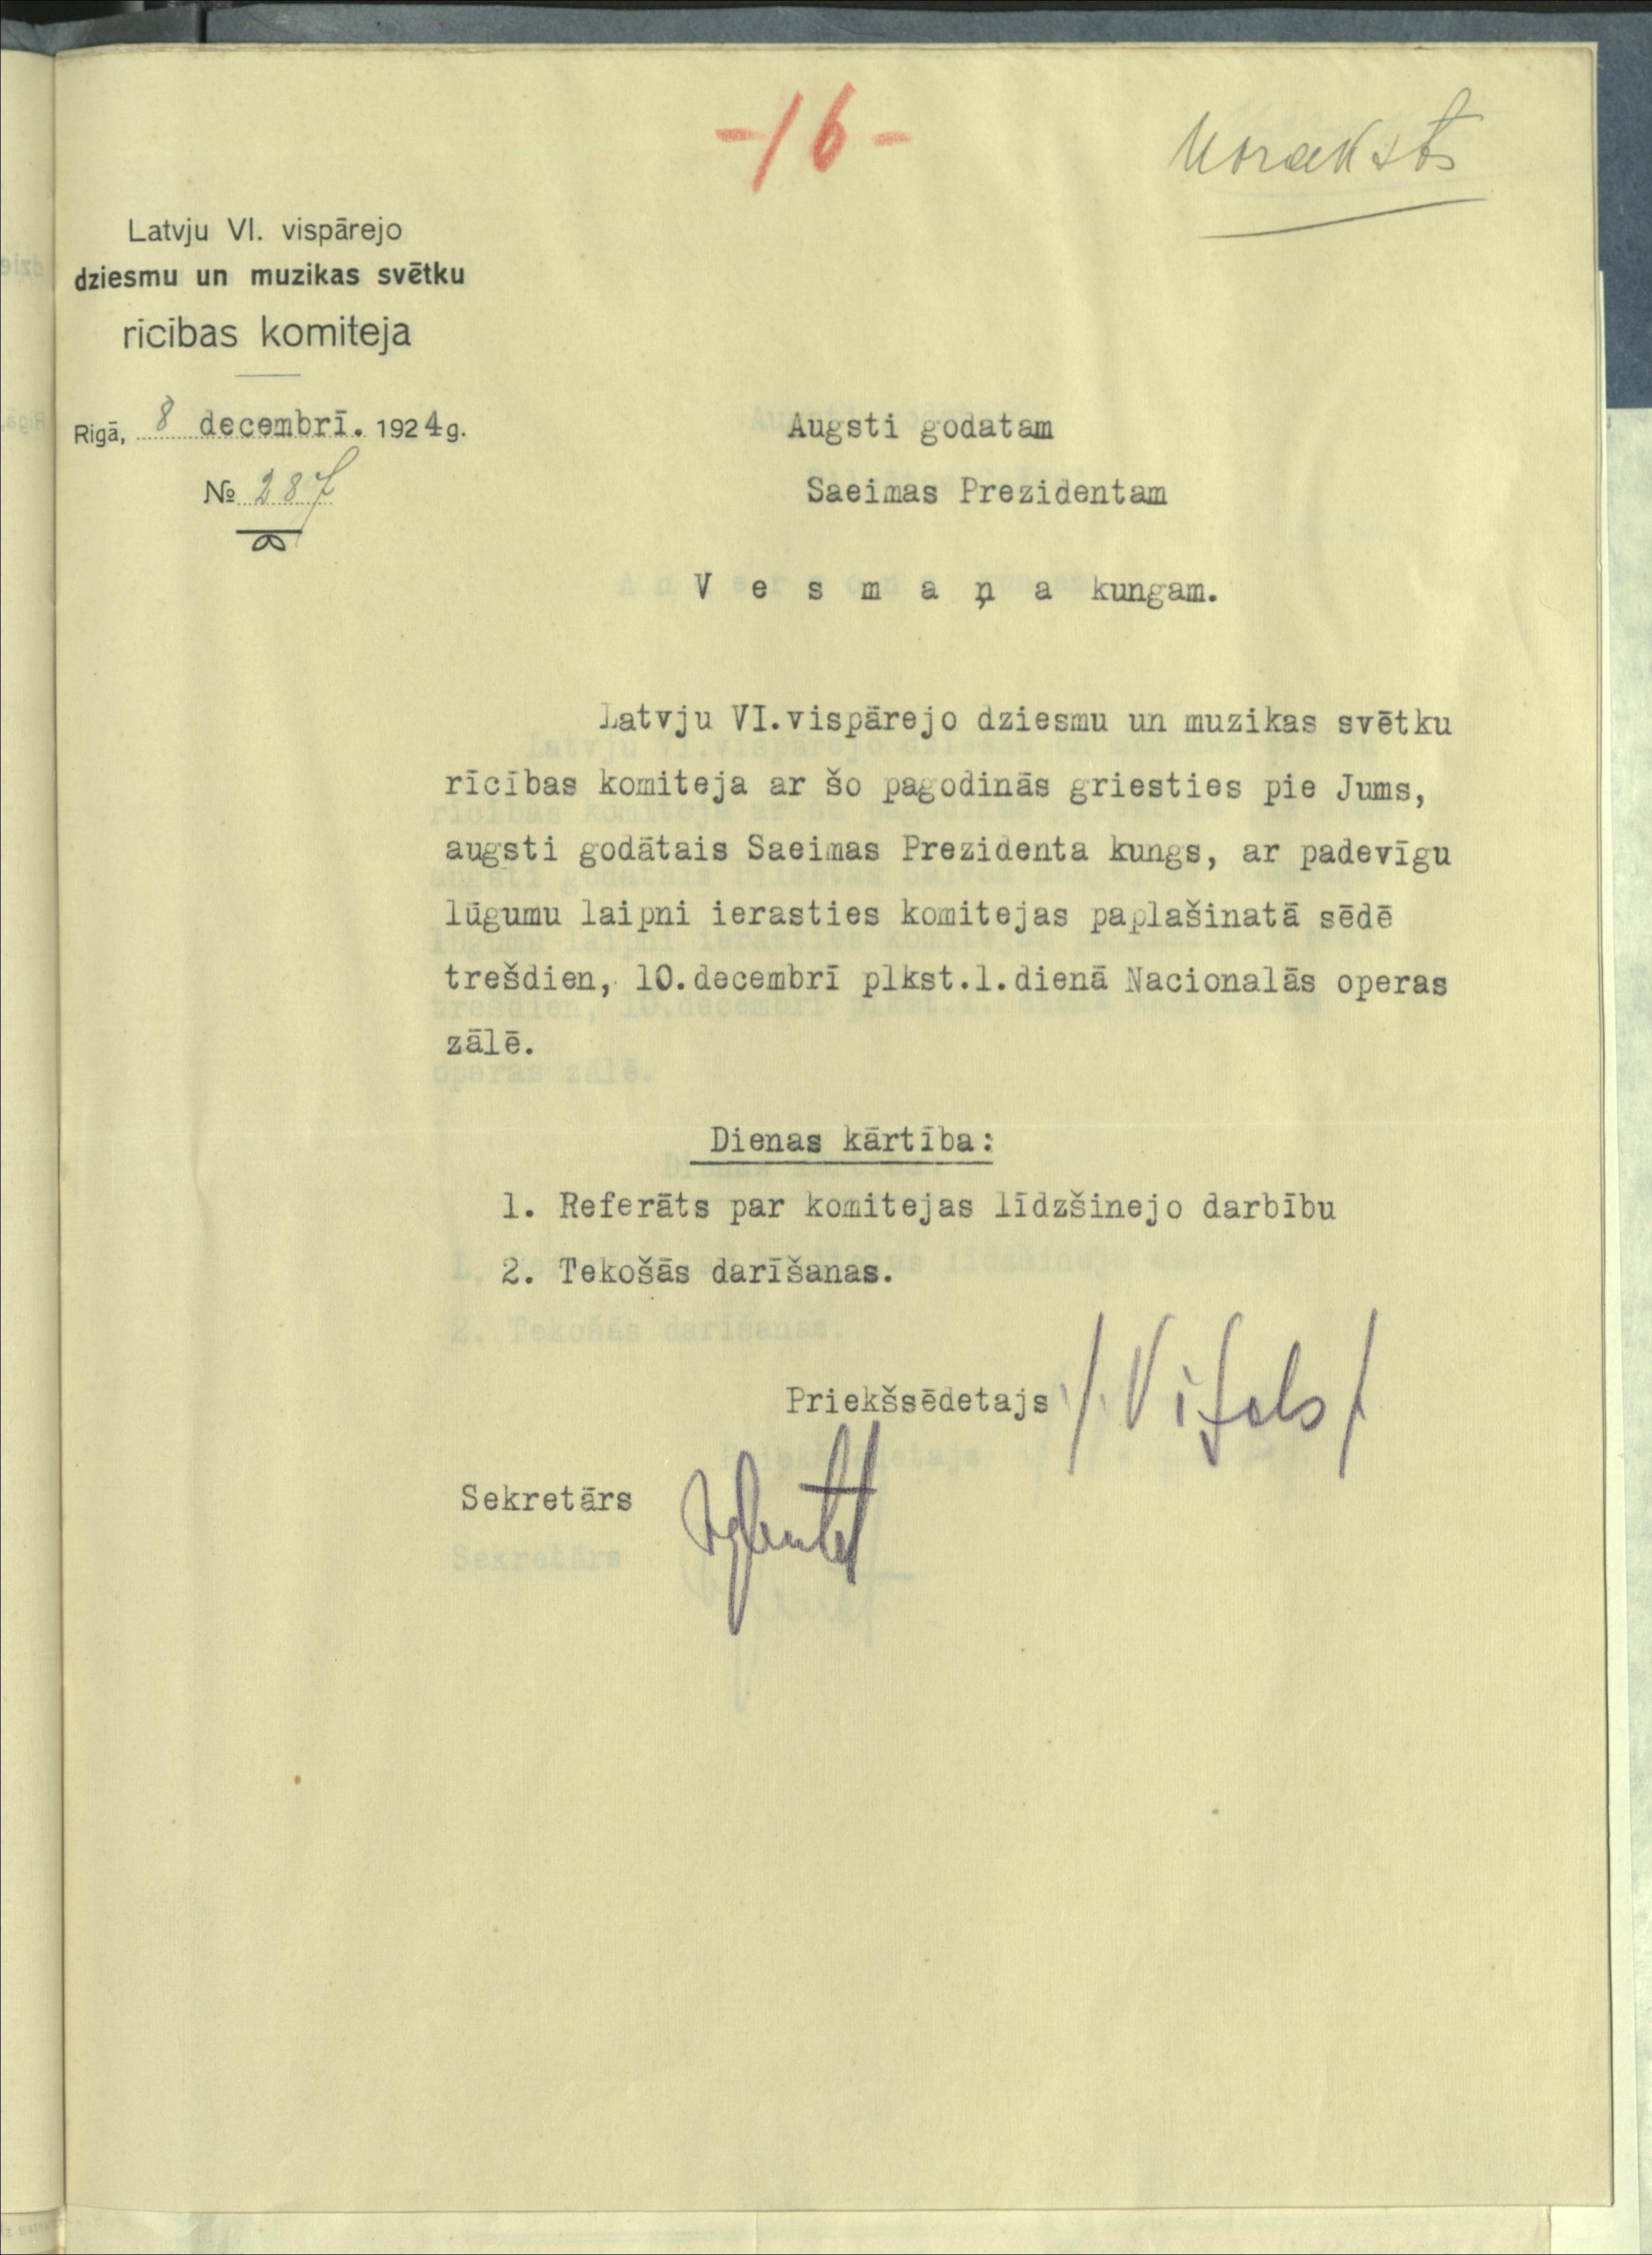 -16-
Noraksts
Latvju VI. vispārejo
dziesmu un muzikas svētku
rīcības komiteja
Rigā, 8 decembrī. 1924 g.
№ 287
Augsti godatam
Saeimas Prezidentam
V e s m a ņ a kungam.
Latvju VI.vispārejo dziesmu un muzikas svētku
rīcības komiteja ar šo pagodinās griesties pie Jums,
augsti godātais Saeimas Prezidenta kungs, ar padevīgu
lūgumu laipni ierasties komitejas paplašinatā sēdē
trešdien, 10.decembrī plkst.1.dienā Nacionalās operas
zālē.
Dienas kārtība:
1. Referāts par komitejas līdzšinejo darbību
2. Tekošās darīšanas.
Priekšsēdetajs /Vītols/
Sekretārs